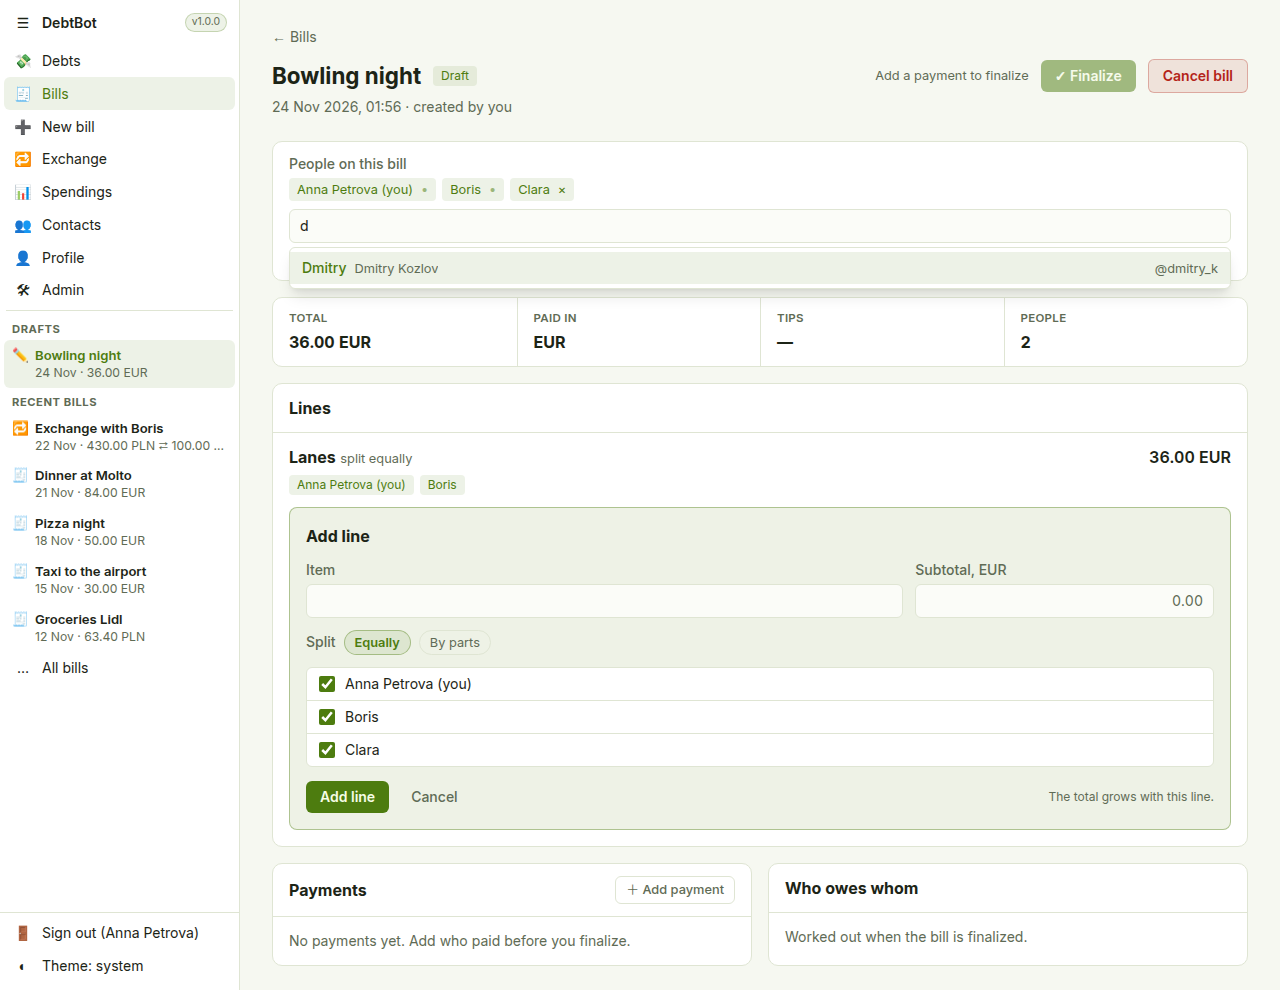 ☰ DebtBot v1.0.0
Debts
Bills
New bill
Exchange
Spendings
Contacts
Profile
Admin
DRAFTS
Bowling night
24 Nov · 36.00 EUR
RECENT BILLS
Exchange with Boris
22 Nov · 430.00 PLN ⇄ 100.00 ...
Dinner at Molto
21 Nov · 84.00 EUR
Pizza night
18 Nov · 50.00 EUR
Taxi to the airport
15 Nov · 30.00 EUR
Groceries Lidl
12 Nov · 63.40 PLN
... All bills
Sign out (Anna Petrova)
Theme: system
← Bills
Bowling night Draft
Add a payment to finalize ✓ Finalize Cancel bill
24 Nov 2026, 01:56 · created by you
People on this bill
Anna Petrova (you) • Boris • Clara ×
d
Dmitry Dmitry Kozlov @dmitry_k
TOTAL PAID IN TIPS PEOPLE
36.00 EUR EUR — 2
Lines
Lanes split equally 36.00 EUR
Anna Petrova (you) Boris
Add line
Item Subtotal, EUR
0.00
Split Equally By parts
Anna Petrova (you)
Boris
Clara
Add line Cancel The total grows with this line.
Payments + Add payment
No payments yet. Add who paid before you finalize.
Who owes whom
Worked out when the bill is finalized.